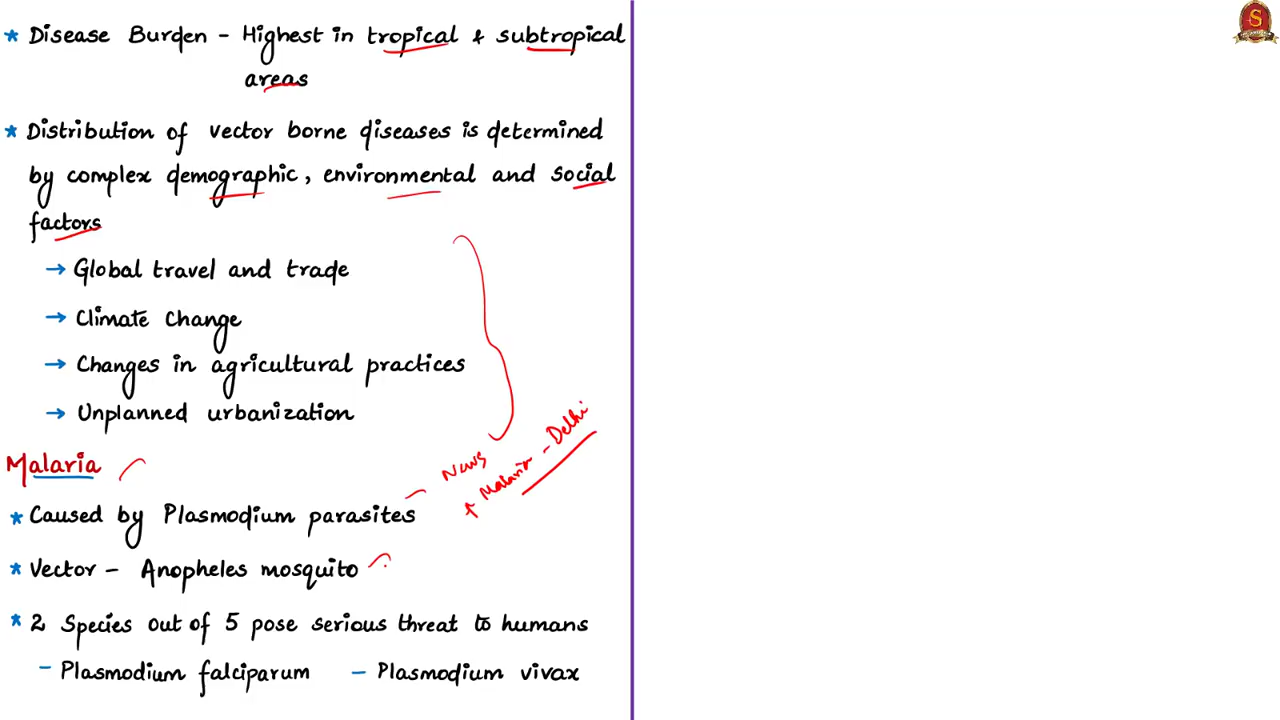 * Disease Burden - Highest in tropical & subtropical
areas
* Distribution of vector borne diseases is determined
by complex demographic, environmental and social
factors
→ Global travel and trade
→ Climate Change
→ Changes in agricultural practices
→ Unplanned urbanization
Malaria
News
↑ Malaria - Delhi
* Caused by Plasmodium parasites
* Vector - Anopheles mosquito
* 2 Species out of 5 pose serious threat to humans
- Plasmodium falciparum - Plasmodium vivax
S